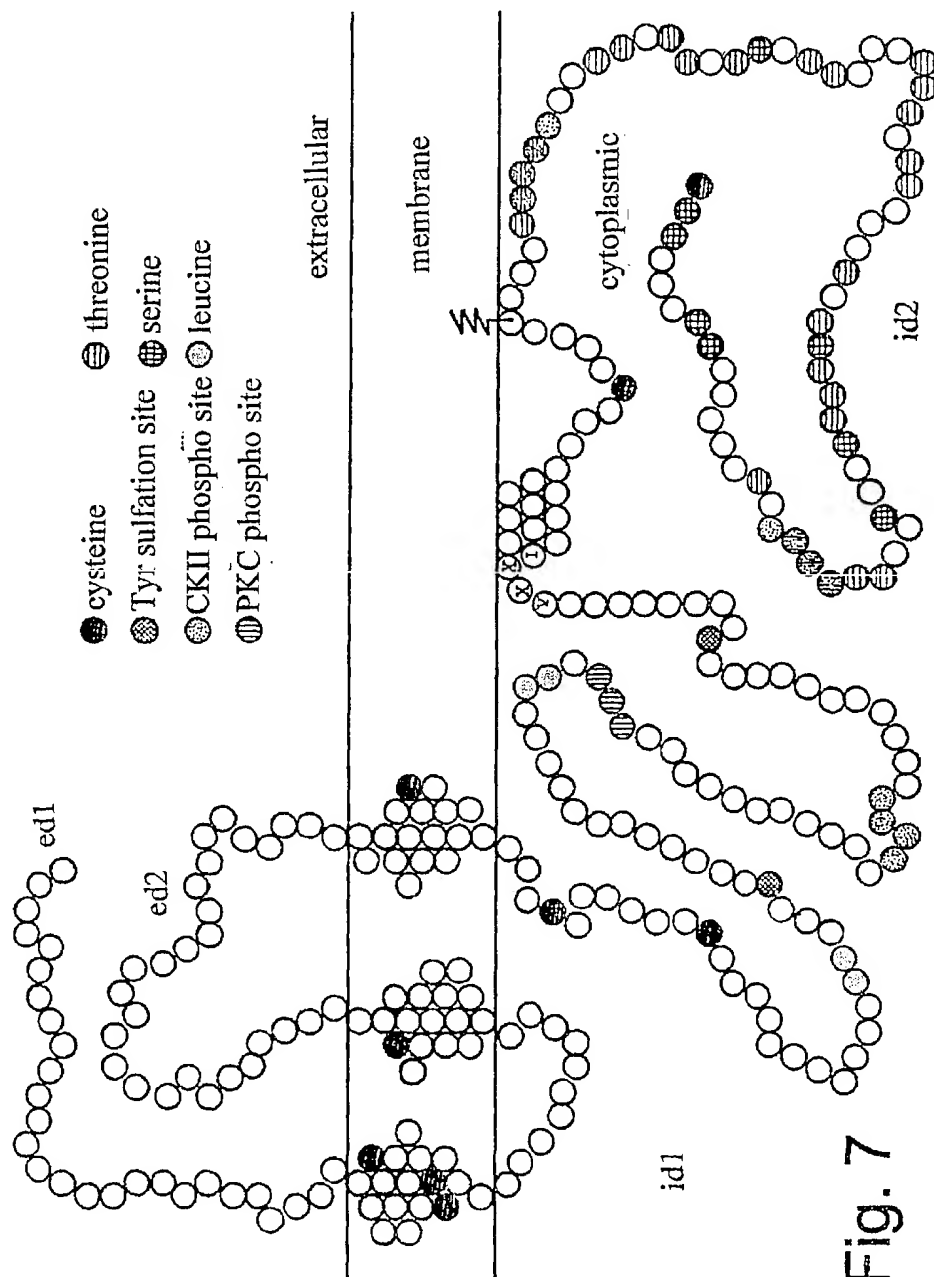 cysteine
threonine
Tyr sulfation site
serine
CKII phospho site
leucine
PKC phospho site
ed1
ed2
extracellular
membrane
cytoplasmic
id1
id2
Fig. 7